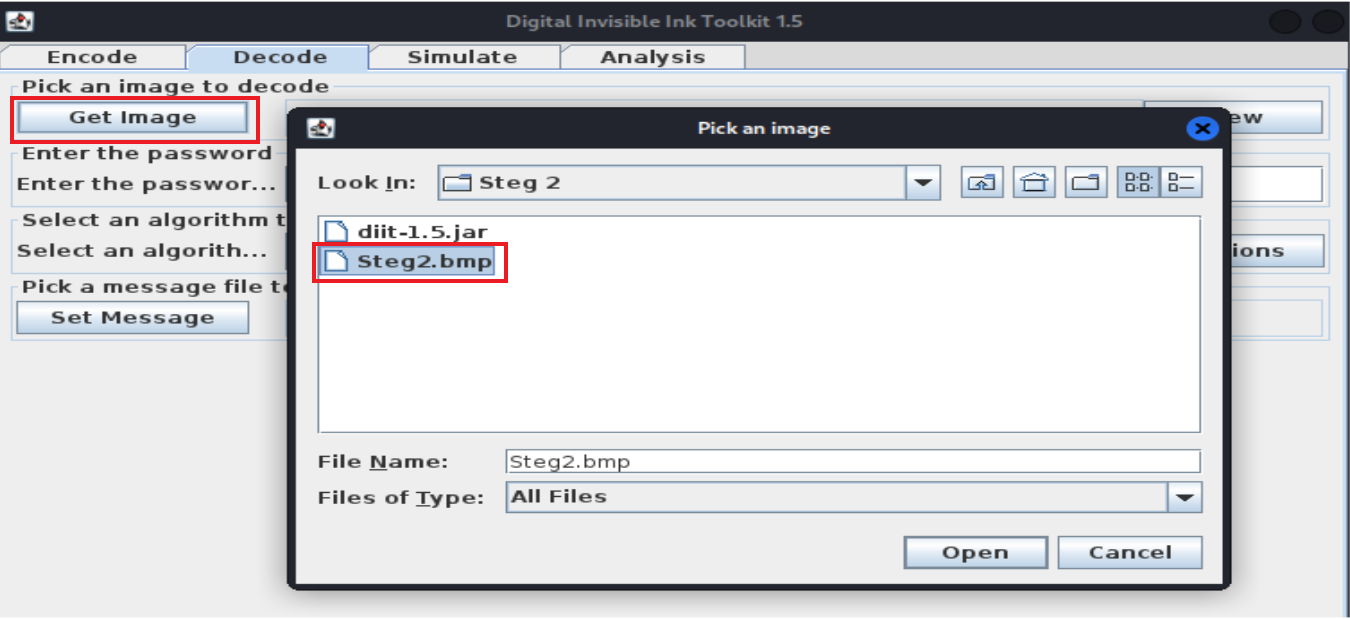 Digital Invisible Ink Toolkit 1.5
Encode Decode Simulate Analysis
Pick an image to decode
Get Image
ew
Enter the password
Enter the passwor...
Select an algorithm t
Select an algorith...
ions
Pick a message file t
Set Message
Pick an image
Look In: Steg 2
diit-1.5.jar
Steg2.bmp
File Name: Steg2.bmp
Files of Type: All Files
Open Cancel